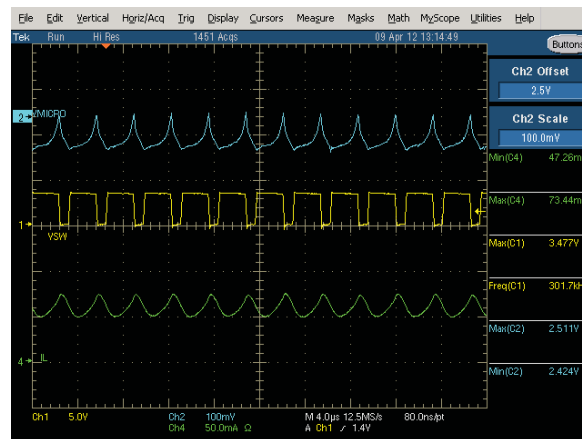 File Edit Vertical Horiz/Acq Trig Display Cursors Measure Masks Math MyScope Utilities Help
Tek Run Hi Res 1451 Acqs 09 Apr 12 13:14:49 Buttons
Ch2 Offset
2.5V
Ch2 Scale
100.0mV
2 VMICRO
Min(C4) 47.26m
Max(C4) 73.44m
1
VSW
Max(C1) 3.477V
Freq(C1) 301.7kH
Max(C2) 2.511V
4 IL
Min(C2) 2.424V
Ch1 5.0V Ch2 100mV M 4.0µs 12.5MS/s 80.0ns/pt
Ch4 50.0mA Ω A Ch1 ∕ 1.4V